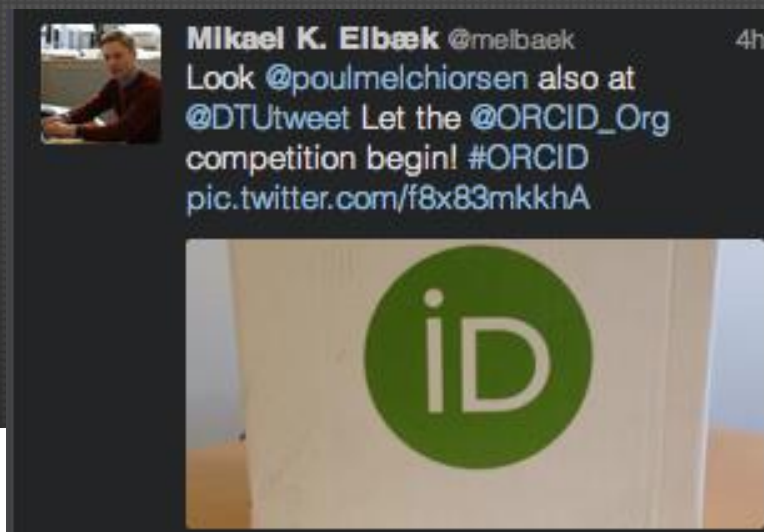 Mikael K. Elbæk @melbaek 4h
Look @poulmelchiorsen also at
@DTUtweet Let the @ORCID_Org
competition begin! #ORCID
pic.twitter.com/f8x83mkkhA
iD